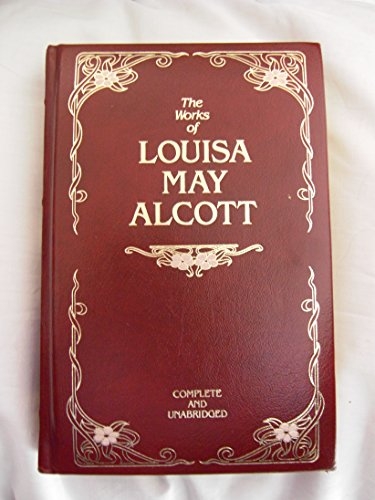 The
Works
of
LOUISA
MAY
ALCOTT
COMPLETE
AND
UNABRIDGED